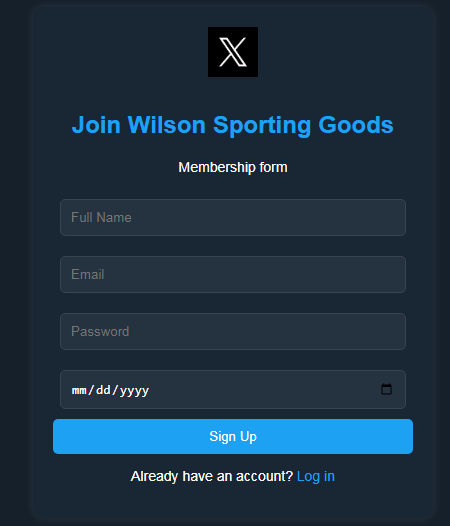 Join Wilson Sporting Goods
Membership form
Full Name
Email
Password
mm/dd/yyyy
Sign Up
Already have an account? Log in